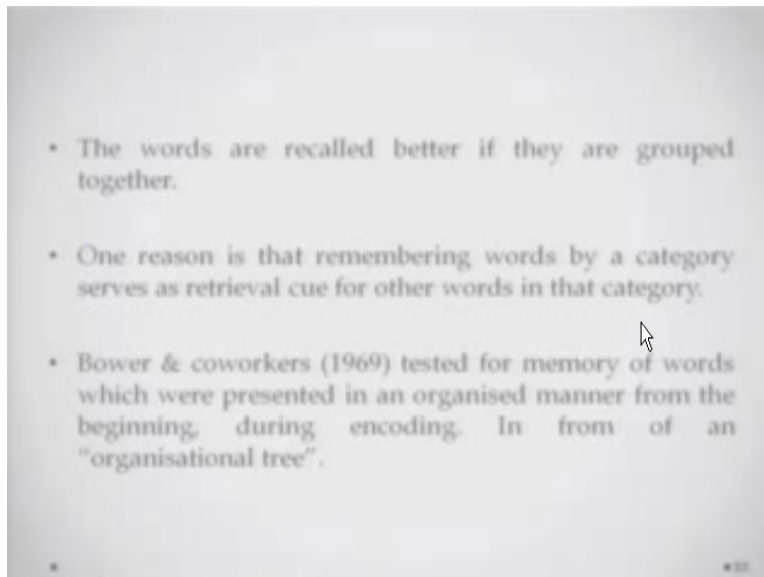 • The words are recalled better if they are grouped
together.
• One reason is that remembering words by a category
serves as retrieval cue for other words in that category.
• Bower & coworkers (1969) tested for memory of words
which were presented in an organised manner from the
beginning, during encoding. In from of an
“organisational tree”.